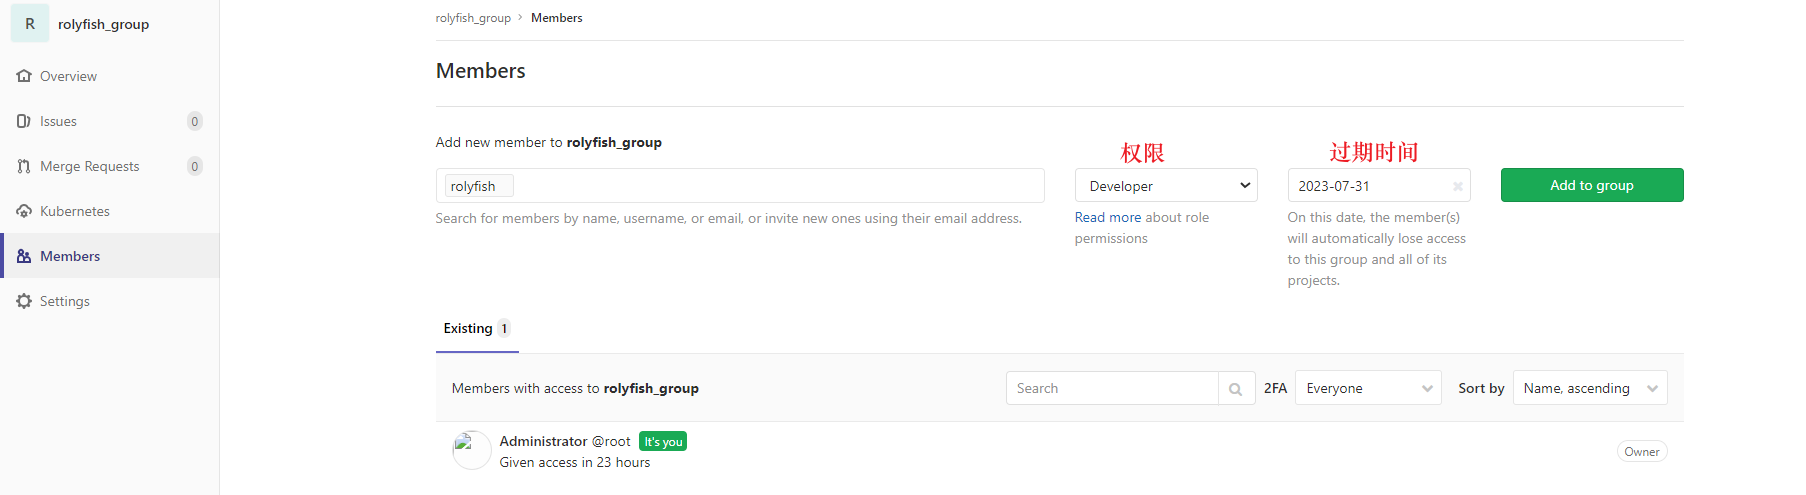 R rolyfish_group
Overview
Issues 0
Merge Requests 0
Kubernetes
Members
Settings
rolyfish_group > Members
Members
Add new member to rolyfish_group
rolyfish
Search for members by name, username, or email, or invite new ones using their email address.
权限
Developer
Read more about role
permissions
过期时间
2023-07-31
On this date, the member(s)
will automatically lose access
to this group and all of its
projects.
Add to group
Existing 1
Members with access to rolyfish_group
Search
2FA Everyone
Sort by Name, ascending
Administrator @root It's you
Given access in 23 hours
Owner